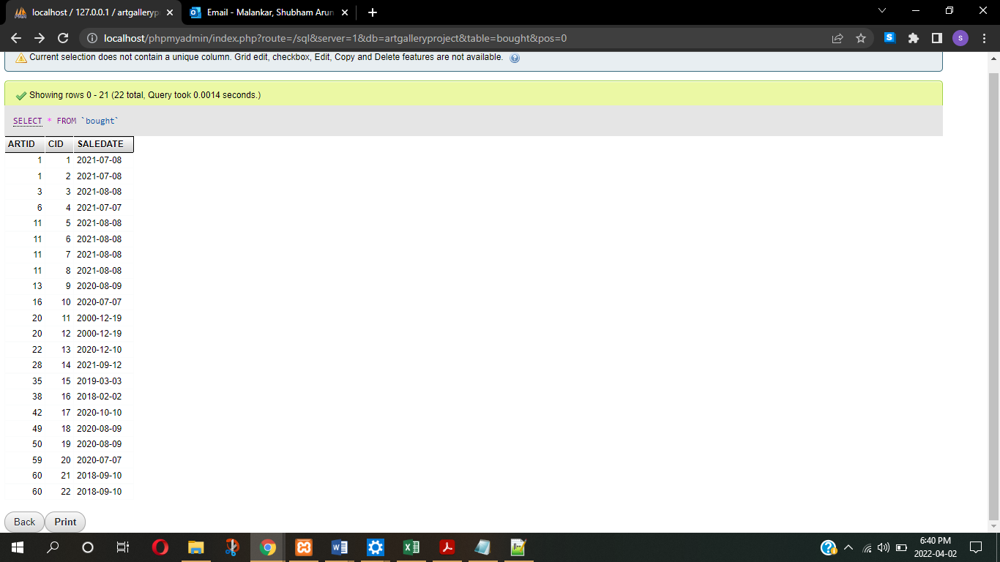 localhost / 127.0.0.1 / artgalleryp
Email - Malankar, Shubham Arun
localhost/phpmyadmin/index.php?route=/sql&server=1&db=artgalleryproject&table=bought&pos=0
S
s
Current selection does not contain a unique column. Grid edit, checkbox, Edit, Copy and Delete features are not available.
Showing rows 0 - 21 (22 total, Query took 0.0014 seconds.)
SELECT * FROM `bought`
ARTID CID SALEDATE
1 1 2021-07-08
1 2 2021-07-08
3 3 2021-08-08
6 4 2021-07-07
11 5 2021-08-08
11 6 2021-08-08
11 7 2021-08-08
11 8 2021-08-08
13 9 2020-08-09
16 10 2020-07-07
20 11 2000-12-19
20 12 2000-12-19
22 13 2020-12-10
28 14 2021-09-12
35 15 2019-03-03
38 16 2018-02-02
42 17 2020-10-10
49 18 2020-08-09
50 19 2020-08-09
59 20 2020-07-07
60 21 2018-09-10
60 22 2018-09-10
Back Print
6:40 PM
2022-04-02